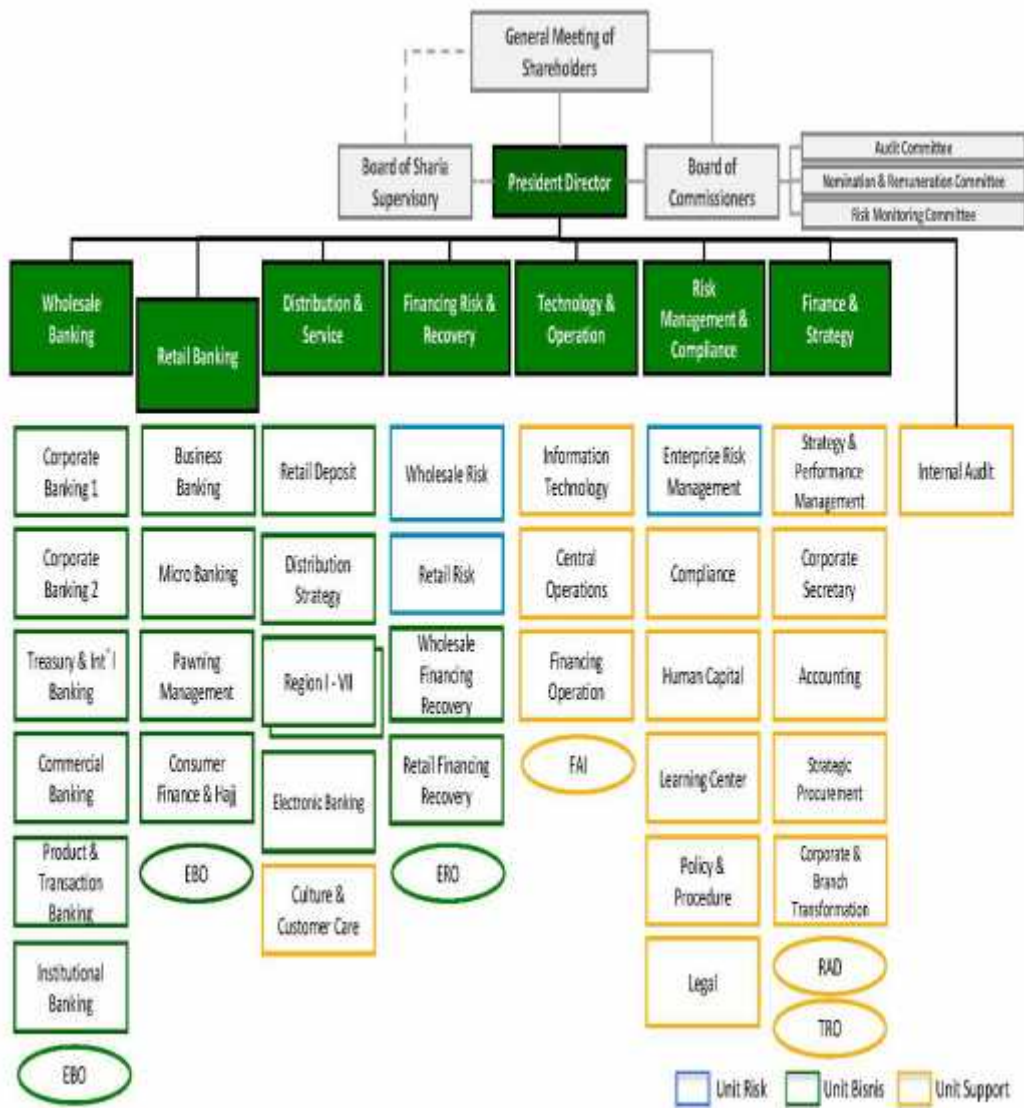 General Meeting of
Shareholders
Board of Sharia
Supervisory
President Director
Board of
Commissioners
Audit Committee
Nomination & Remuneration Committee
Risk Monitoring Committee
Wholesale
Banking
Retail Banking
Distribution &
Service
Financing Risk &
Recovery
Technology &
Operation
Risk
Management &
Compliance
Finance &
Strategy
Corporate
Banking 1
Business
Banking
Retail Deposit
Wholesale Risk
Information
Technology
Enterprise Risk
Management
Strategy &
Performance
Management
Internal Audit
Corporate
Banking 2
Micro Banking
Distribution
Strategy
Retail Risk
Central
Operations
Compliance
Corporate
Secretary
Treasury & Int`l
Banking
Pawning
Management
Region I - VII
Wholesale
Financing
Recovery
Financing
Operation
Human Capital
Accounting
Commercial
Banking
Consumer
Finance & Hajj
Electronic Banking
Retail Financing
Recovery
FAI
Learning Center
Strategic
Procurement
Product &
Transaction
Banking
EBO
Culture &
Customer Care
ERO
Policy &
Procedure
Corporate &
Branch
Transformation
Institutional
Banking
Legal
RAD
TRO
EBO
Unit Risk
Unit Bisnis
Unit Support